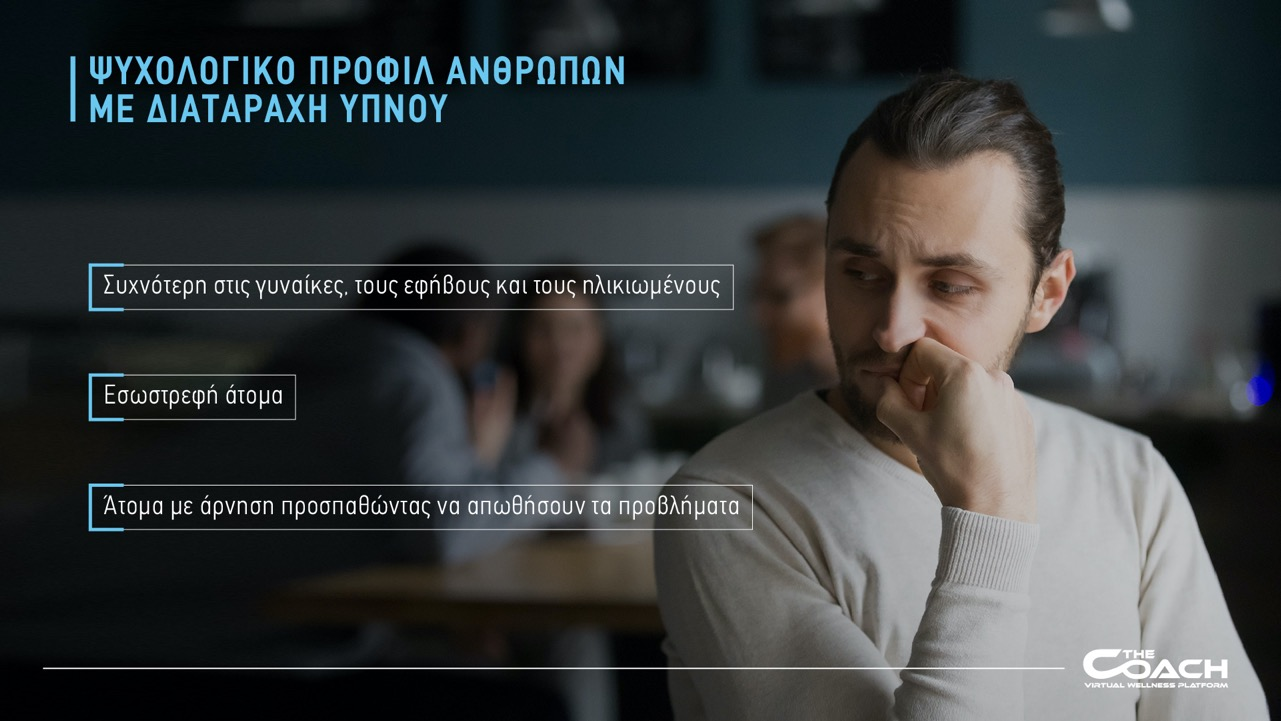 ΨΥΧΟΛΟΓΙΚΟ ΠΡΟΦΙΛ ΑΝΘΡΩΠΩΝ
ΜΕ ΔΙΑΤΑΡΑΧΗ ΥΠΝΟΥ
Συχνότερη στις γυναίκες, τους εφήβους και τους ηλικιωμένους
Εσωστρεφή άτομα
Άτομα με άρνηση προσπαθώντας να απωθήσουν τα προβλήματα
THE
COACH
VIRTUAL WELLNESS PLATFORM